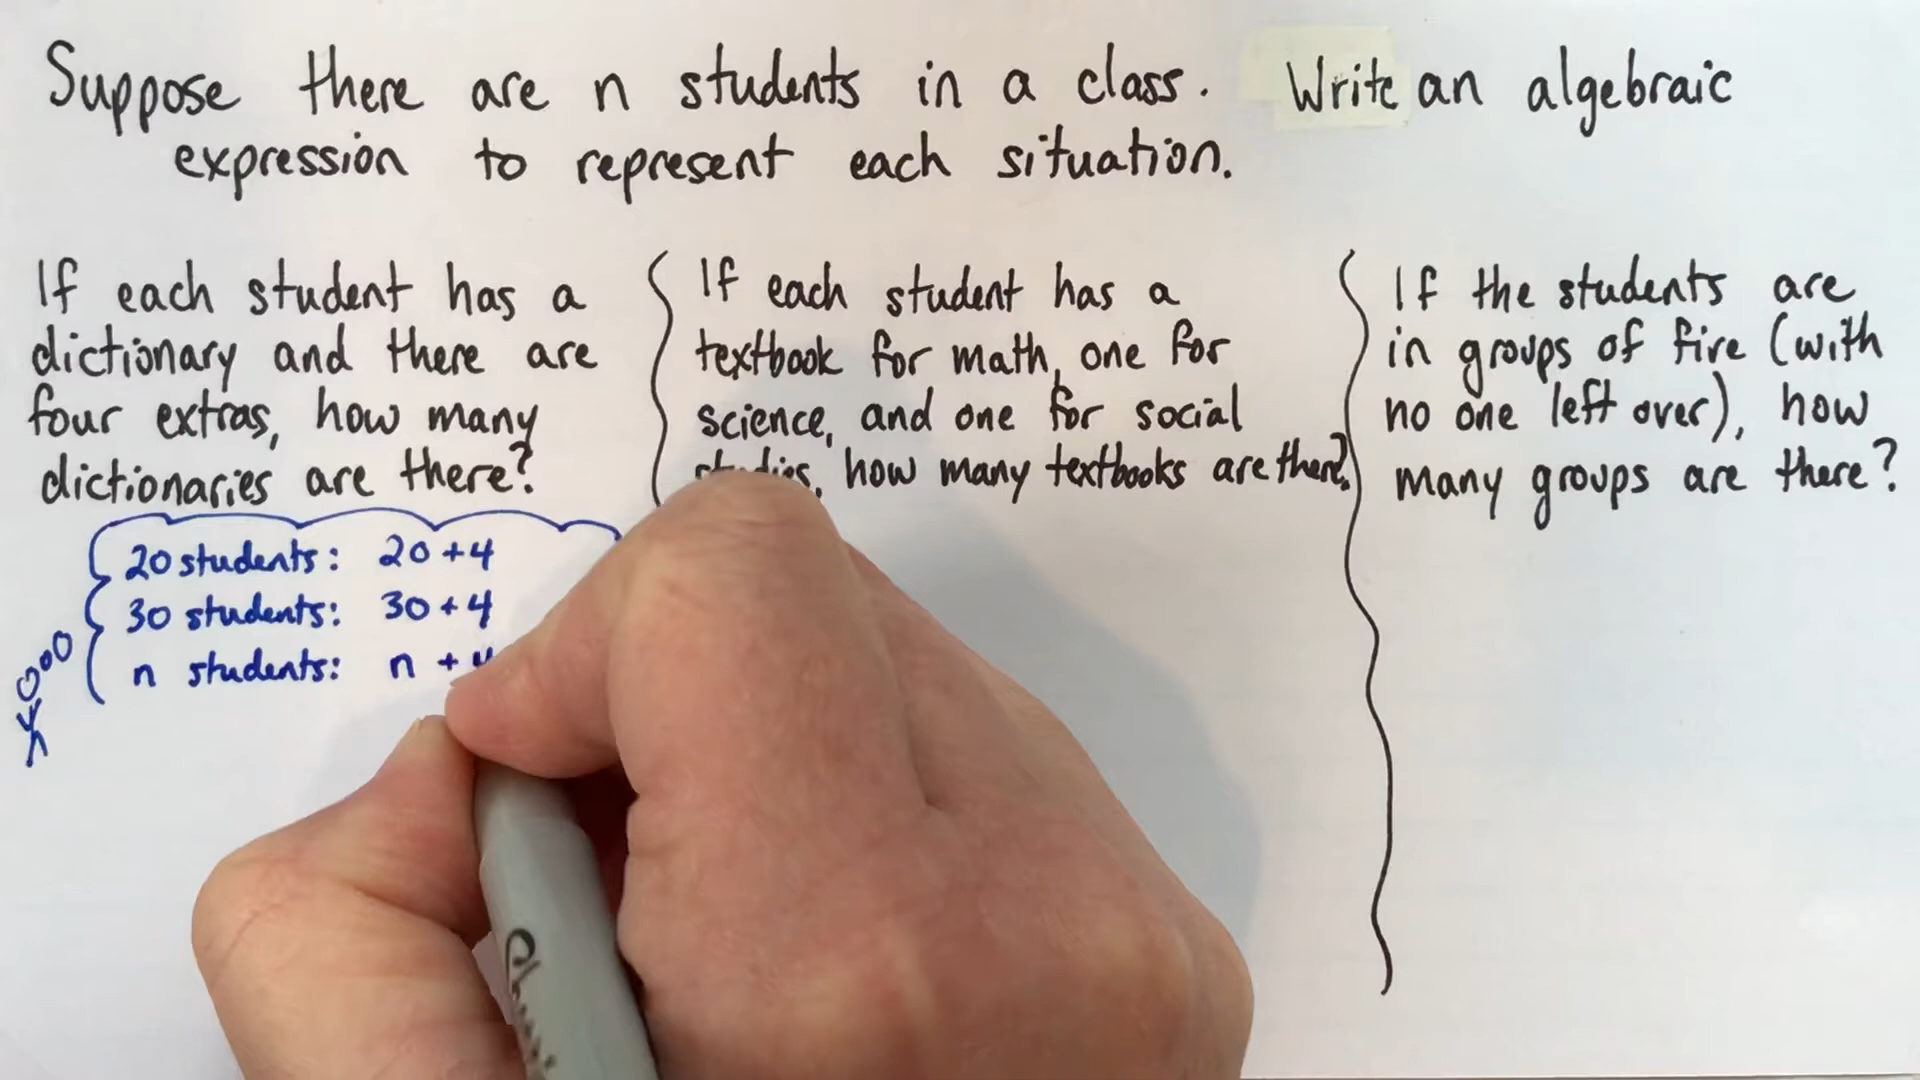 Suppose there are n students in a class. Write an algebraic
expression to represent each situation.
If each student has a
dictionary and there are
four extras, how many
dictionaries are there?
20 students: 20 + 4
30 students: 30 + 4
n students: n + 4
If each student has a
textbook for math, one for
science, and one for social
studies, how many textbooks are there?
If the students are
in groups of five (with
no one left over), how
many groups are there?